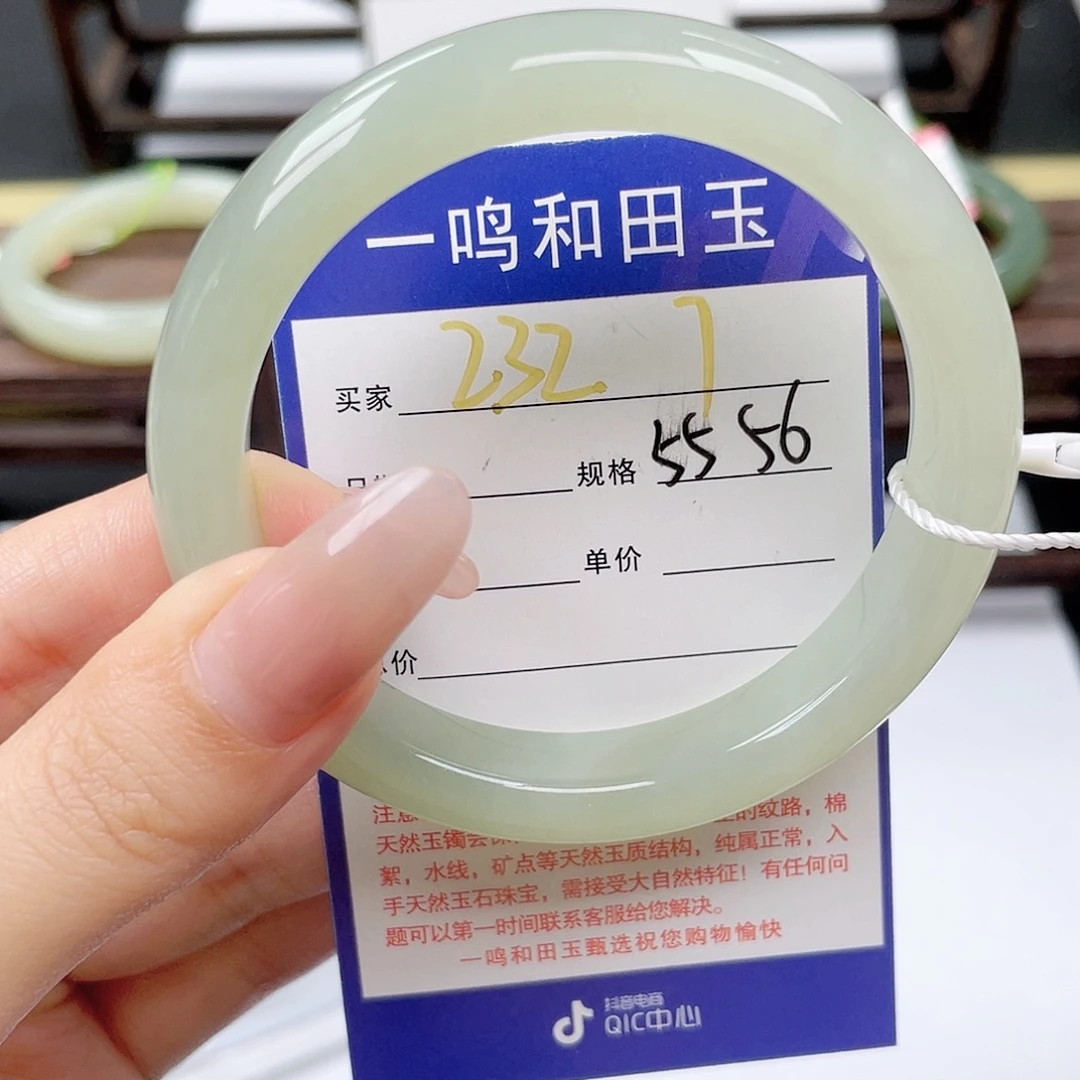 一鸣和田玉
买家 232 7
规格 55 56
单价
价
注意 的纹路，棉
天然玉镯会
絮，水线，矿点等天然玉质结构，纯属正常，入
手天然玉石珠宝，需接受大自然特征！有任何问
题可以第一时间联系客服给您解决。
一鸣和田玉甄选祝您购物愉快
抖音电商
QIC中心